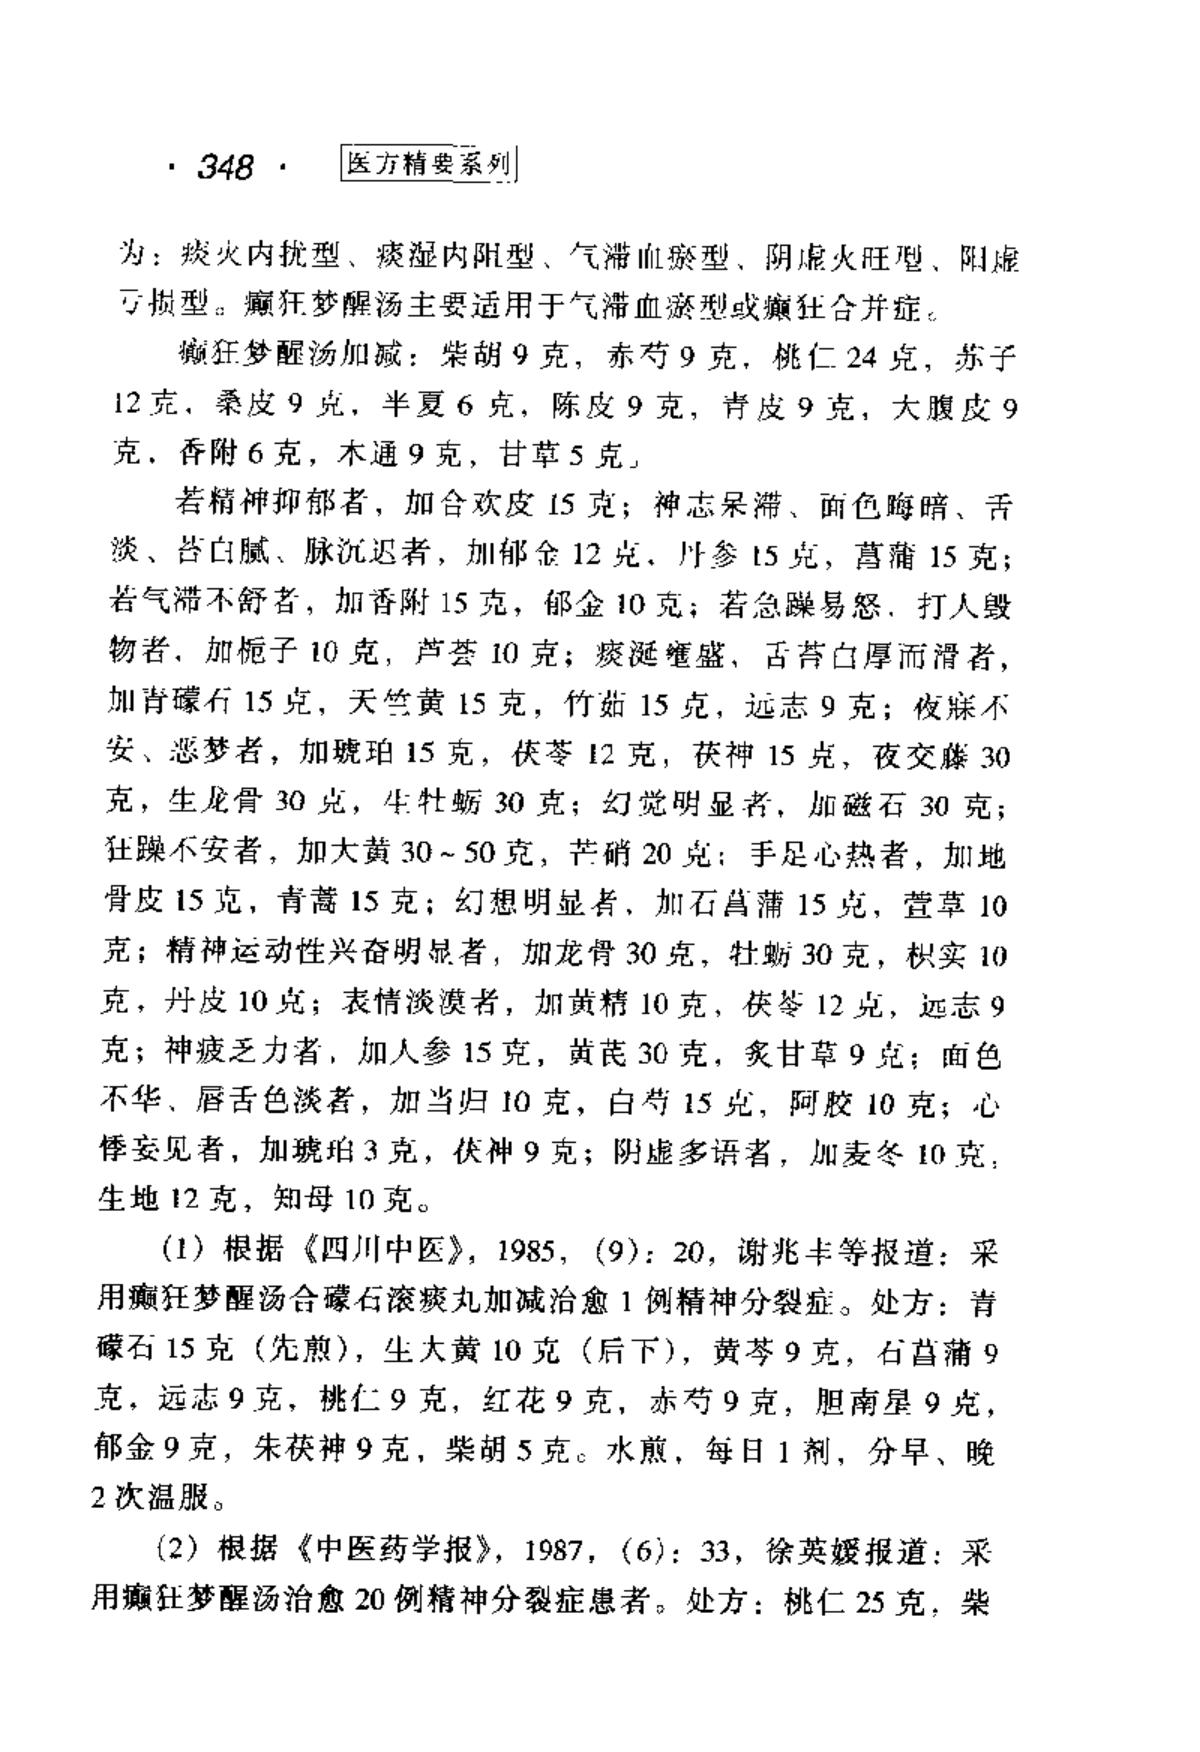 · 348 · 医方精要系列
为：痰火内扰型、痰湿内阻型、气滞血瘀型、阴虚火旺型、阳虚
亏损型。癫狂梦醒汤主要适用于气滞血瘀型或癫狂合并症。
癫狂梦醒汤加减：柴胡 9 克，赤芍 9 克，桃仁 24 克，苏子
12 克，桑皮 9 克，半夏 6 克，陈皮 9 克，青皮 9 克，大腹皮 9
克，香附 6 克，木通 9 克，甘草 5 克。
若精神抑郁者，加合欢皮 15 克；神志呆滞、面色晦暗、舌
淡、苔白腻、脉沉迟者，加郁金 12 克，丹参 15 克，菖蒲 15 克；
若气滞不舒者，加香附 15 克，郁金 10 克；若急躁易怒，打人毁
物者，加栀子 10 克，芦荟 10 克；痰涎壅盛，舌苔白厚而滑者，
加青礞石 15 克，天竺黄 15 克，竹茹 15 克，远志 9 克；夜寐不
安、恶梦者，加琥珀 15 克，茯苓 12 克，茯神 15 克，夜交藤 30
克，生龙骨 30 克，生牡蛎 30 克；幻觉明显者，加磁石 30 克；
狂躁不安者，加大黄 30～50 克，芒硝 20 克；手足心热者，加地
骨皮 15 克，青蒿 15 克；幻想明显者，加石菖蒲 15 克，萱草 10
克；精神运动性兴奋明显者，加龙骨 30 克，牡蛎 30 克，枳实 10
克，丹皮 10 克；表情淡漠者，加黄精 10 克，茯苓 12 克，远志 9
克；神疲乏力者，加人参 15 克，黄芪 30 克，炙甘草 9 克；面色
不华、唇舌色淡者，加当归 10 克，白芍 15 克，阿胶 10 克；心
悸妄见者，加琥珀 3 克，茯神 9 克；阴虚多语者，加麦冬 10 克，
生地 12 克，知母 10 克。
(1) 根据《四川中医》，1985，(9)：20，谢兆丰等报道：采
用癫狂梦醒汤合礞石滚痰丸加减治愈 1 例精神分裂症。处方：青
礞石 15 克（先煎），生大黄 10 克（后下），黄芩 9 克，石菖蒲 9
克，远志 9 克，桃仁 9 克，红花 9 克，赤芍 9 克，胆南星 9 克，
郁金 9 克，朱茯神 9 克，柴胡 5 克。水煎，每日 1 剂，分早、晚
2 次温服。
(2) 根据《中医药学报》，1987，(6)：33，徐英媛报道：采
用癫狂梦醒汤治愈 20 例精神分裂症患者。处方：桃仁 25 克，柴